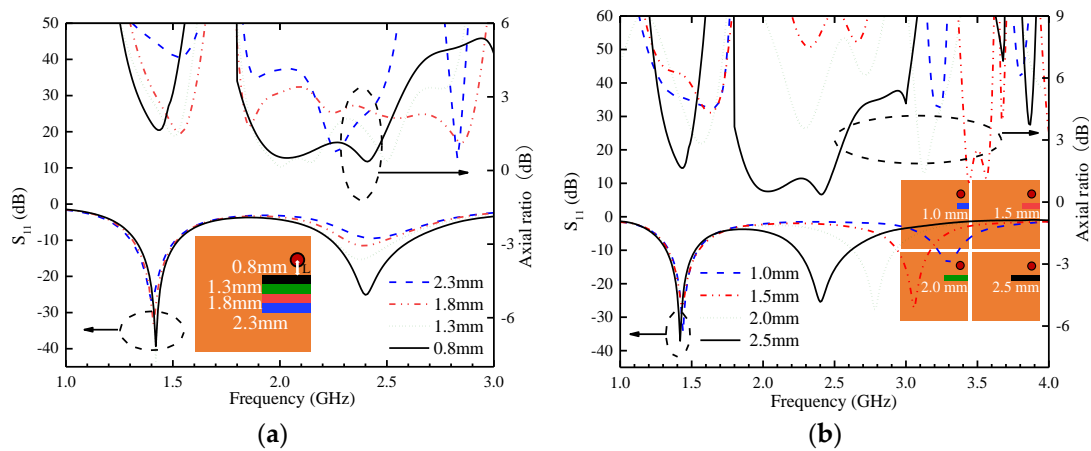 50
40
30
20
10
0
-10
-20
-30
-40
S11 (dB)
6
3
0
-3
-6
Axial ratio (dB)
0.8mm
L
1.3mm
1.8mm
2.3mm
2.3mm
1.8mm
1.3mm
0.8mm
1.0 1.5 2.0 2.5 3.0
Frequency (GHz)
(a)
60
50
40
30
20
10
0
-10
-20
-30
-40
S11 (dB)
9
6
3
0
-3
-6
Axial ratio (dB)
1.0 mm
1.5 mm
2.0 mm
2.5 mm
1.0mm
1.5mm
2.0mm
2.5mm
1.0 1.5 2.0 2.5 3.0 3.5 4.0
Frequency (GHz)
(b)